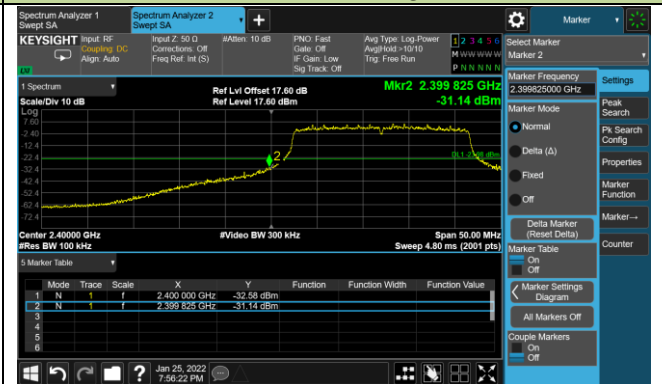 Spectrum Analyzer 1
Swept SA
Spectrum Analyzer 2
Swept SA
+
Marker
KEYSIGHT
Input: RF
Coupling: DC
Align: Auto
Input Z: 50 Ω
Corrections: Off
Freq Ref: Int (S)
#Atten: 10 dB
PNO: Fast
Gate: Off
IF Gain: Low
Sig Track: Off
Avg Type: Log-Power
Avg|Hold:>10/10
Trig: Free Run
1 2 3 4 5 6
M W W W W W
P N N N N N
Select Marker
Marker 2
1 Spectrum
Scale/Div 10 dB
Log
Ref Lvl Offset 17.60 dB
Ref Level 17.60 dBm
Mkr2 2.399 825 GHz
-31.14 dBm
7.60
-2.40
-12.4
-22.4
-32.4
-42.4
-52.4
-62.4
-72.4
2
Center 2.40000 GHz
#Res BW 100 kHz
#Video BW 300 kHz
Span 50.00 MHz
Sweep 4.80 ms (2001 pts)
5 Marker Table
Mode Trace Scale X Y Function Function Width Function Value
1 N 1 f 2.400 000 GHz -32.58 dBm
2 N 1 f 2.399 825 GHz -31.14 dBm
3
4
5
6
Marker Frequency
2.399825000 GHz
Marker Mode
Normal
Delta (Δ)
Fixed
Off
Delta Marker
(Reset Delta)
Marker Table
On
Off
Marker Settings
Diagram
All Markers Off
Couple Markers
On
Off
Settings
Peak
Search
Pk Search
Config
Properties
Marker
Function
Marker→
Counter
?
Jan 25, 2022
7:56:22 PM